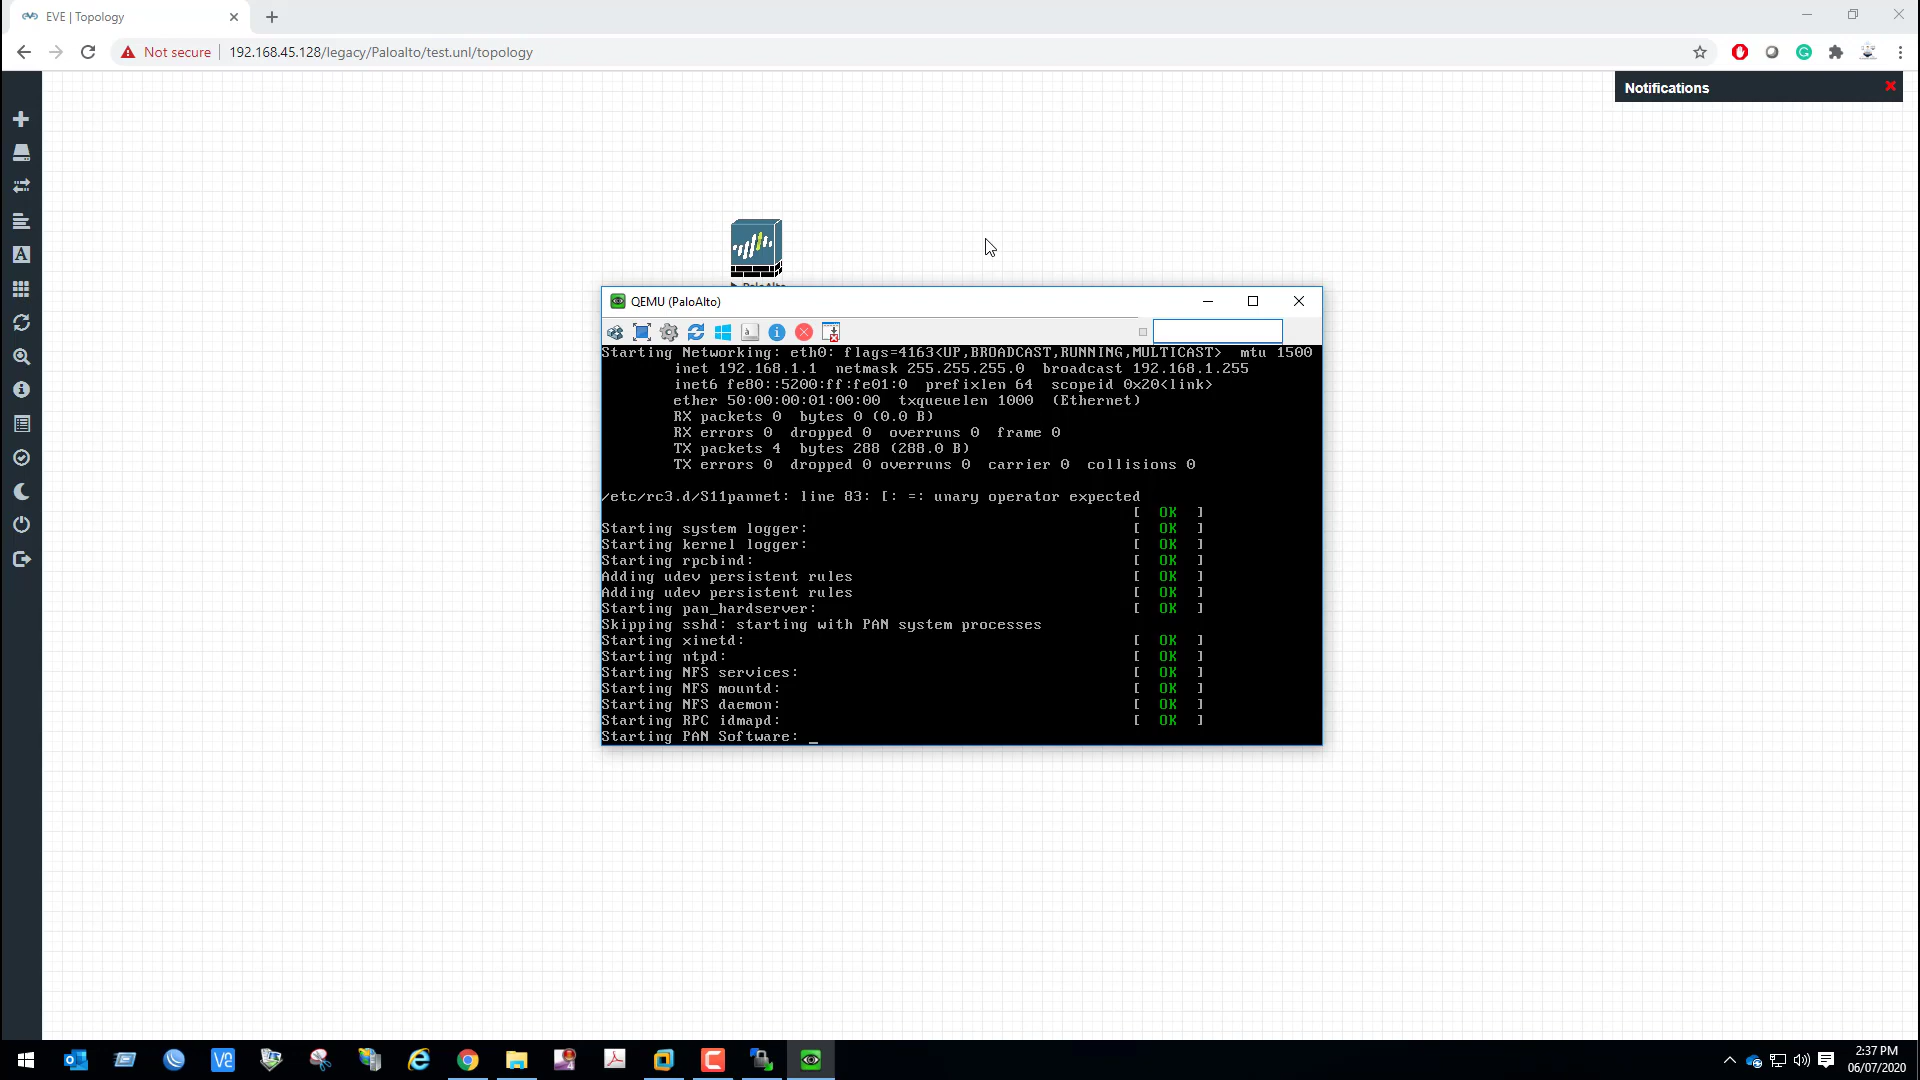 EVE | Topology
Not secure
192.168.45.128/legacy/Paloalto/test.unl/topology
Notifications
QEMU (PaloAlto)
Starting Networking: eth0: flags=4163<UP,BROADCAST,RUNNING,MULTICAST>  mtu 1500
inet 192.168.1.1  netmask 255.255.255.0  broadcast 192.168.1.255
inet6 fe80::5200:ff:fe01:0  prefixlen 64  scopeid 0x20<link>
ether 50:00:00:01:00:00  txqueuelen 1000  (Ethernet)
RX packets 0  bytes 0 (0.0 B)
RX errors 0  dropped 0  overruns 0  frame 0
TX packets 4  bytes 288 (288.0 B)
TX errors 0  dropped 0 overruns 0  carrier 0  collisions 0
/etc/rc3.d/S11pannet: line 83: [: =: unary operator expected
[  OK  ]
Starting system logger: [  OK  ]
Starting kernel logger: [  OK  ]
Starting rpcbind: [  OK  ]
Adding udev persistent rules [  OK  ]
Adding udev persistent rules [  OK  ]
Starting pan_hardserver: [  OK  ]
Skipping sshd: starting with PAN system processes
Starting xinetd: [  OK  ]
Starting ntpd: [  OK  ]
Starting NFS services: [  OK  ]
Starting NFS mountd: [  OK  ]
Starting NFS daemon: [  OK  ]
Starting RPC idmapd: [  OK  ]
Starting PAN Software: _
2:37 PM
06/07/2020